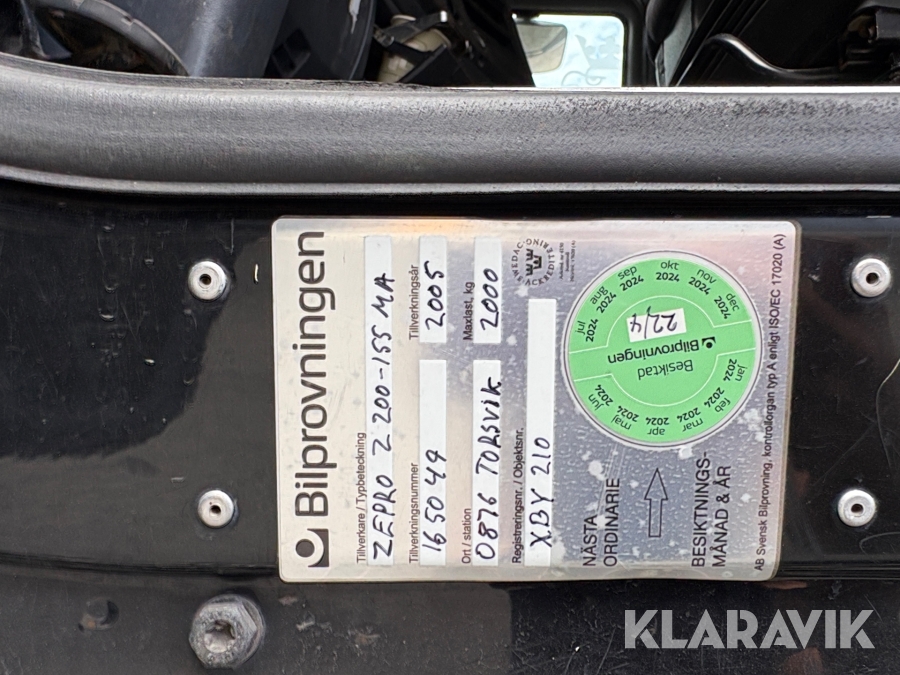 Bilprovningen
Tillverkare / Typbeteckning
ZEPRO Z 200-155 MA
Tillverkningsnummer
Tillverkningsår
165049
2005
Ort / station
Maxlast, kg
0876 TORSVIK
2000
Registreringsnr. / Objektsnr.
XBY 210
SWEDAC
ACKREDITERING
NÄSTA
ORDINARIE
BESIKTNINGS-
MÅNAD & ÅR
jan 2024
feb 2024
mar 2024
apr 2024
maj 2024
jun 2024
jul 2024
aug 2024
sep 2024
okt 2024
nov 2024
dec 2024
Besiktad
Bilprovningen
22/4
AB Svensk Bilprovning, kontrollorgan typ A enligt ISO/IEC 17020 (A)
KLARAVIK